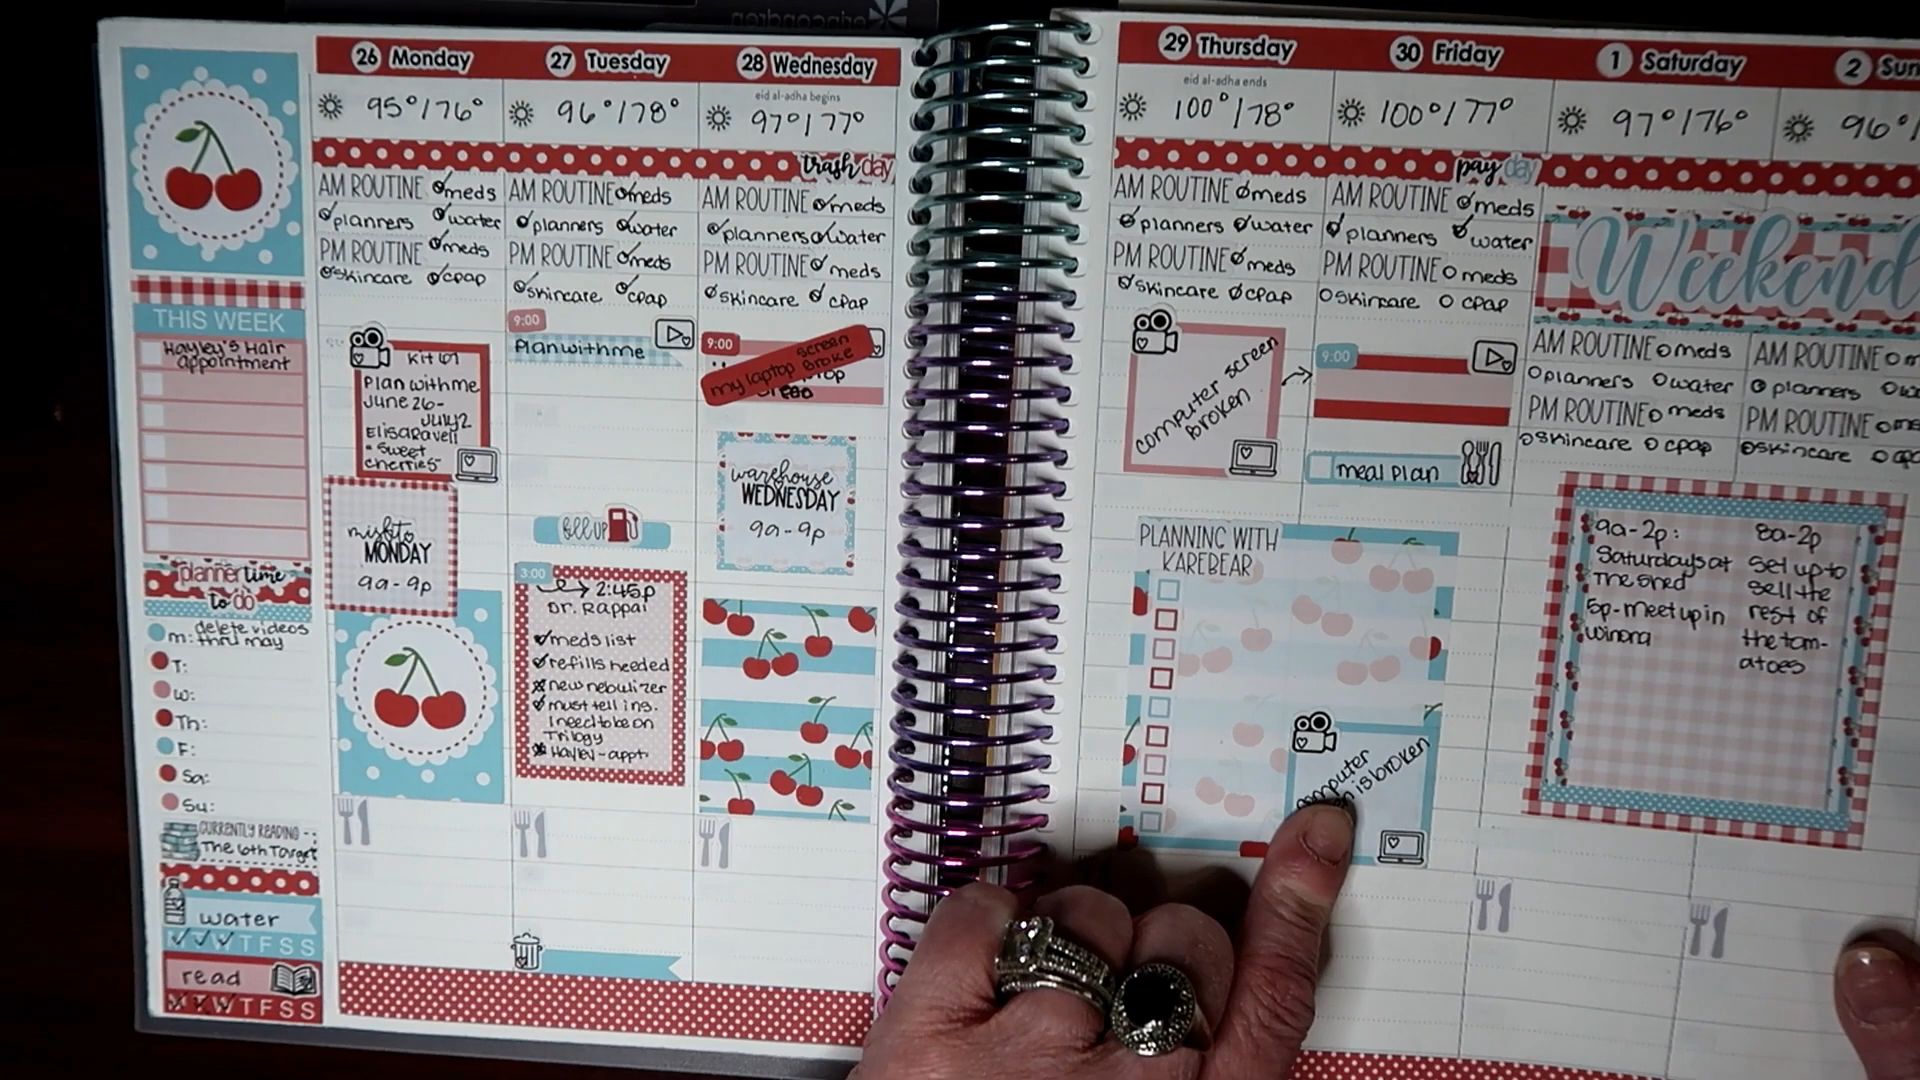 26 Monday
27 Tuesday
28 Wednesday
29 Thursday
30 Friday
1 Saturday
2 Sun
95°/76°
96°/78°
eid al-adha begins
97°/77°
eid al-adha ends
100°/78°
100°/77°
97°/76°
96°/
trash day
pay day
AM ROUTINE meds
planners water
PM ROUTINE meds
skincare cpap
AM ROUTINE meds
planners water
PM ROUTINE meds
skincare cpap
AM ROUTINE meds
planners water
PM ROUTINE meds
skincare cpap
AM ROUTINE meds
planners water
PM ROUTINE meds
skincare cpap
AM ROUTINE meds
planners water
PM ROUTINE meds
skincare cpap
Weekend
AM ROUTINE meds
planners
PM ROUTINE meds
skincare cpap
AM ROUTINE
planners
PM ROUTINE
skincare
THIS WEEK
Hayley's Hair
appointment
planner time
to do
m: delete videos
thru may
T:
W:
Th:
F:
Sa:
Su:
CURRENTLY READING
The 6th Target
water
M T W T F S S
read
M T W T F S S
Kit 61
Plan with me
June 26-
July 2
ElisaRavell
"Sweet
cherries"
misfits
MONDAY
9a-9p
9:00
Plan with me
fill up
3:00
2:45p
Dr. Rappai
meds list
refills needed
new nebulizer
must tell ins.
I need to be on
Trilogy
Hayley-appt
9:00
my laptop screen
broke
warehouse
WEDNESDAY
9a-9p
computer screen
broken
9:00
meal plan
PLANNING WITH
KAREBEAR
computer
is broken
9a-2p:
Saturdays at
The Shed
5p-meet up in
Winona
8a-2p
Set up to
sell the
rest of
the tom-
atoes